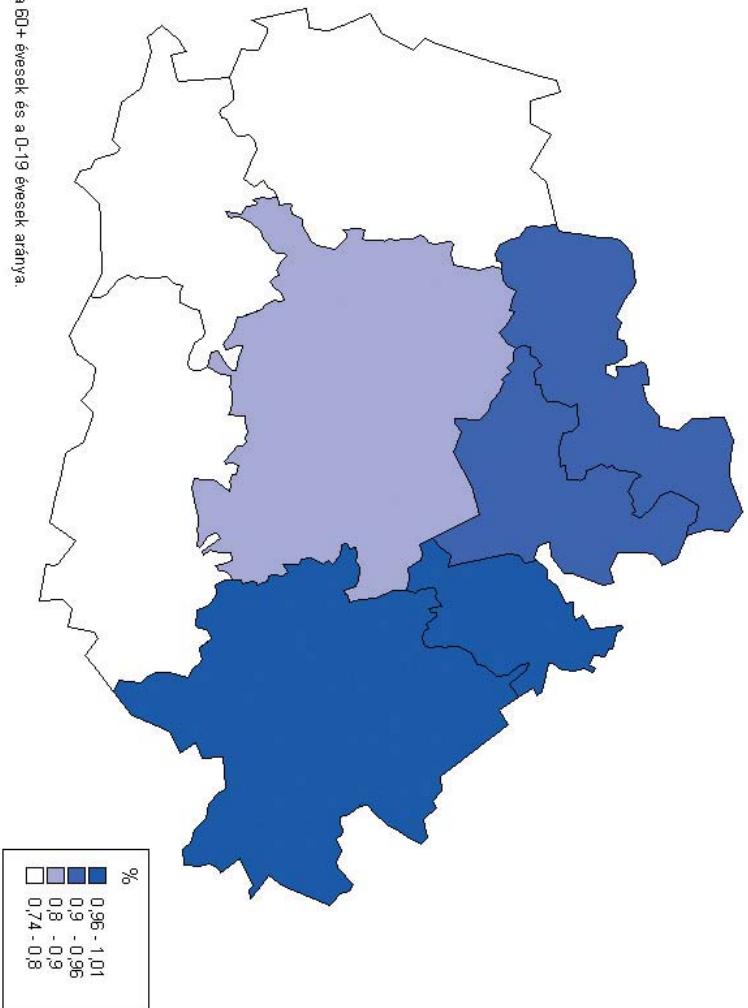 a 60+ évesek és a 0-19 évesek aránya.
%
0,96 - 1,01
0,9 - 0,96
0,8 - 0,9
0,74 - 0,8